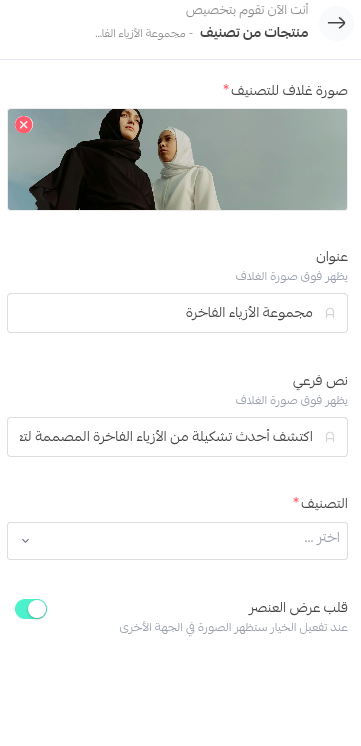 أنت الآن تقوم بتخصيص
منتجات من تصنيف - مجموعة الأزياء الفا...
صورة غلاف للتصنيف*
عنوان
يظهر فوق صورة الغلاف
مجموعة الأزياء الفاخرة
نص فرعي
يظهر فوق صورة الغلاف
اكتشف أحدث تشكيلة من الأزياء الفاخرة المصممة لتع
التصنيف*
اختر ...
قلب عرض العنصر
عند تفعيل الخيار ستظهر الصورة في الجهة الأخرى